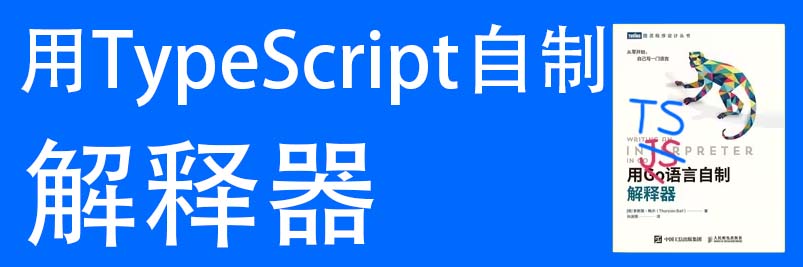 用TypeScript自制
解释器
图灵程序设计丛书
从零开始，
自己写一门语言
TS
WRITING AN
JS
INTERPRETER
IN GO
用Go语言自制
解释器
[德] 索斯藤·鲍尔（Thorsten Ball） 著
中国工信出版集团
人民邮电出版社